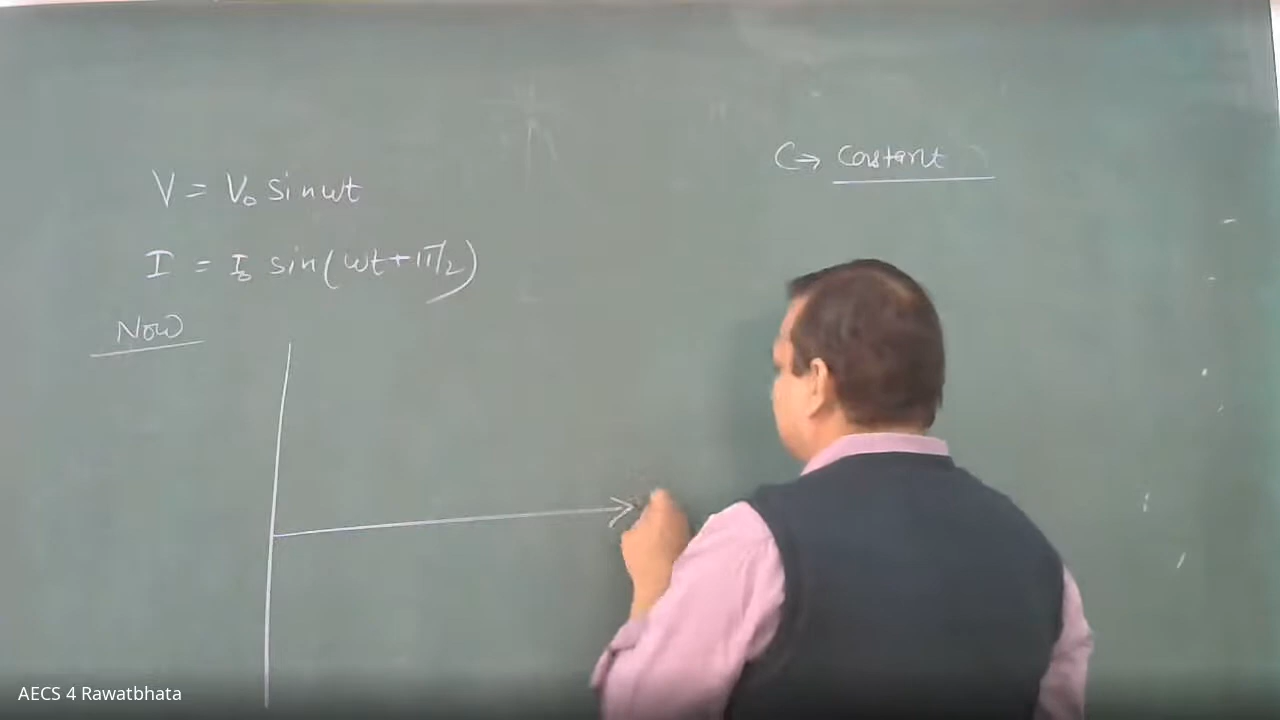 C → Constant
V = V₀ sin ωt
I = I₀ sin(ωt+π/2)
Now
AECS 4 Rawatbhata